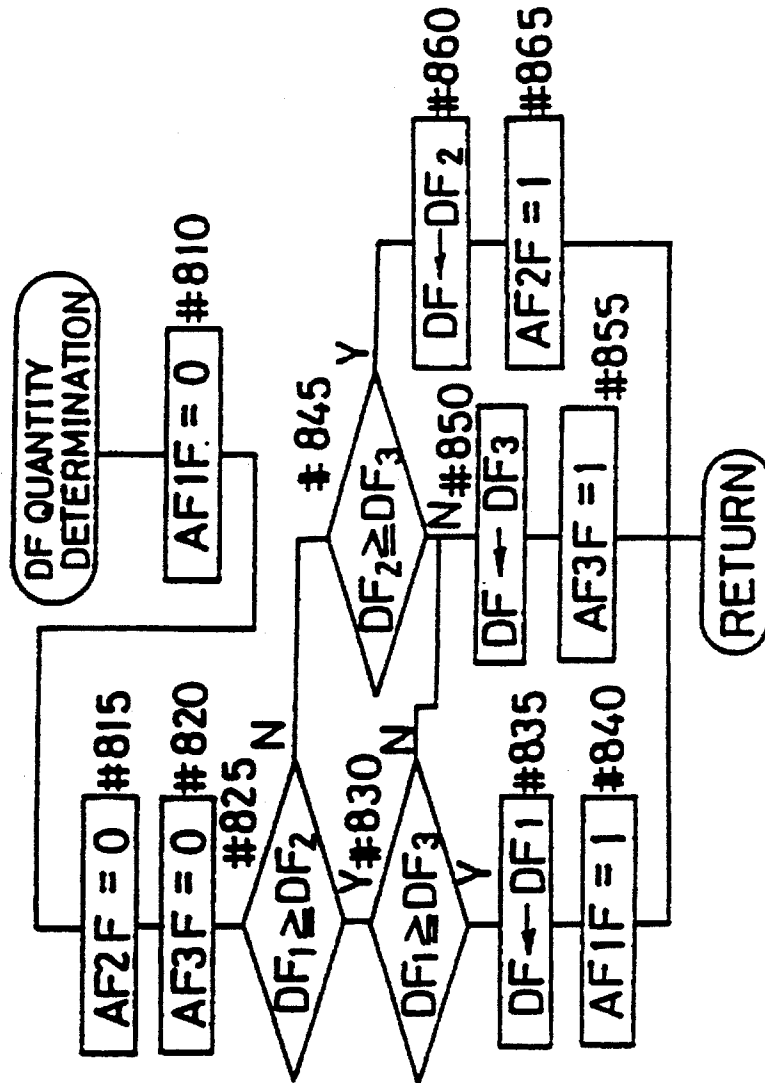 DF QUANTITY
DETERMINATION
AF1F = 0
#810
AF2F = 0
#815
AF3F = 0
#820
#825
DF₁ ≧ DF₂
N
Y
#830
DF₁ ≧ DF₃
N
Y
DF ← DF1
#835
AF1F = 1
#840
#845
DF₂ ≧ DF₃
Y
N
#850
DF ← DF3
AF3F = 1
#855
DF ← DF2
#860
AF2F = 1
#865
RETURN